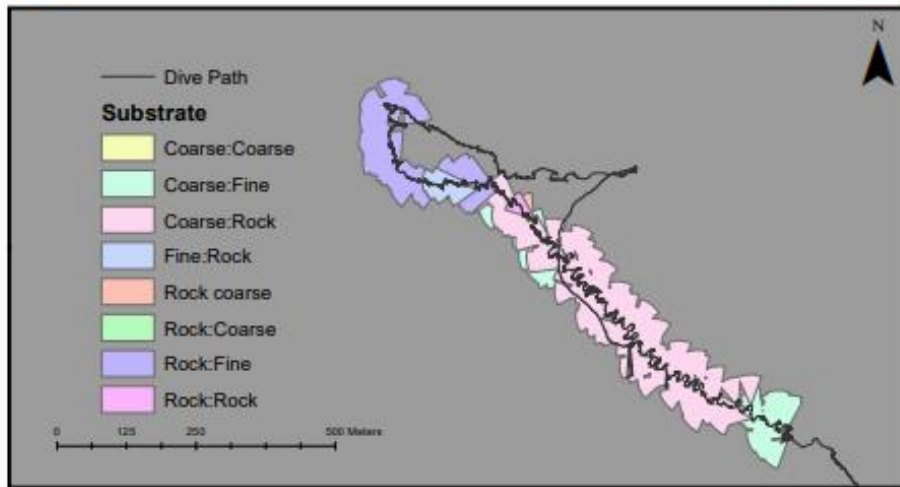 N
Dive Path
Substrate
Coarse:Coarse
Coarse:Fine
Coarse:Rock
Fine:Rock
Rock coarse
Rock:Coarse
Rock:Fine
Rock:Rock
0 125 250 500 Meters